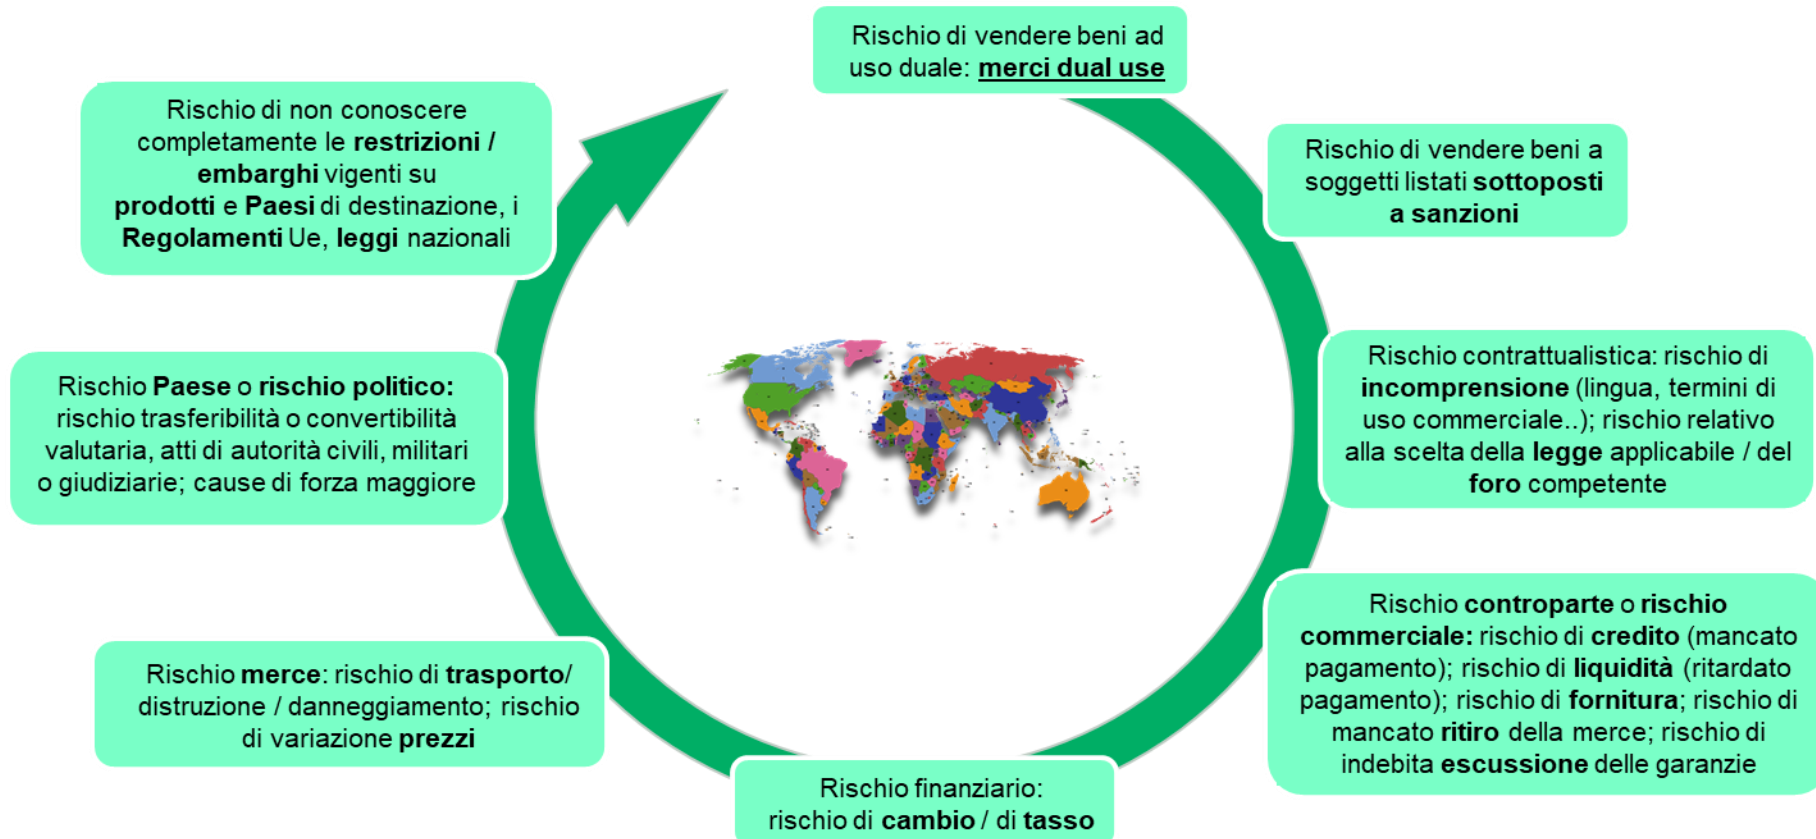 Rischio di vendere beni ad
uso duale: merci dual use
Rischio di vendere beni a
soggetti listati sottoposti
a sanzioni
Rischio contrattualistica: rischio di
incomprensione (lingua, termini di
uso commerciale..); rischio relativo
alla scelta della legge applicabile / del
foro competente
Rischio controparte o rischio
commerciale: rischio di credito (mancato
pagamento); rischio di liquidità (ritardato
pagamento); rischio di fornitura; rischio di
mancato ritiro della merce; rischio di
indebita escussione delle garanzie
Rischio finanziario:
rischio di cambio / di tasso
Rischio merce: rischio di trasporto/
distruzione / danneggiamento; rischio
di variazione prezzi
Rischio Paese o rischio politico:
rischio trasferibilità o convertibilità
valutaria, atti di autorità civili, militari
o giudiziarie; cause di forza maggiore
Rischio di non conoscere
completamente le restrizioni /
embarghi vigenti su
prodotti e Paesi di destinazione, i
Regolamenti Ue, leggi nazionali